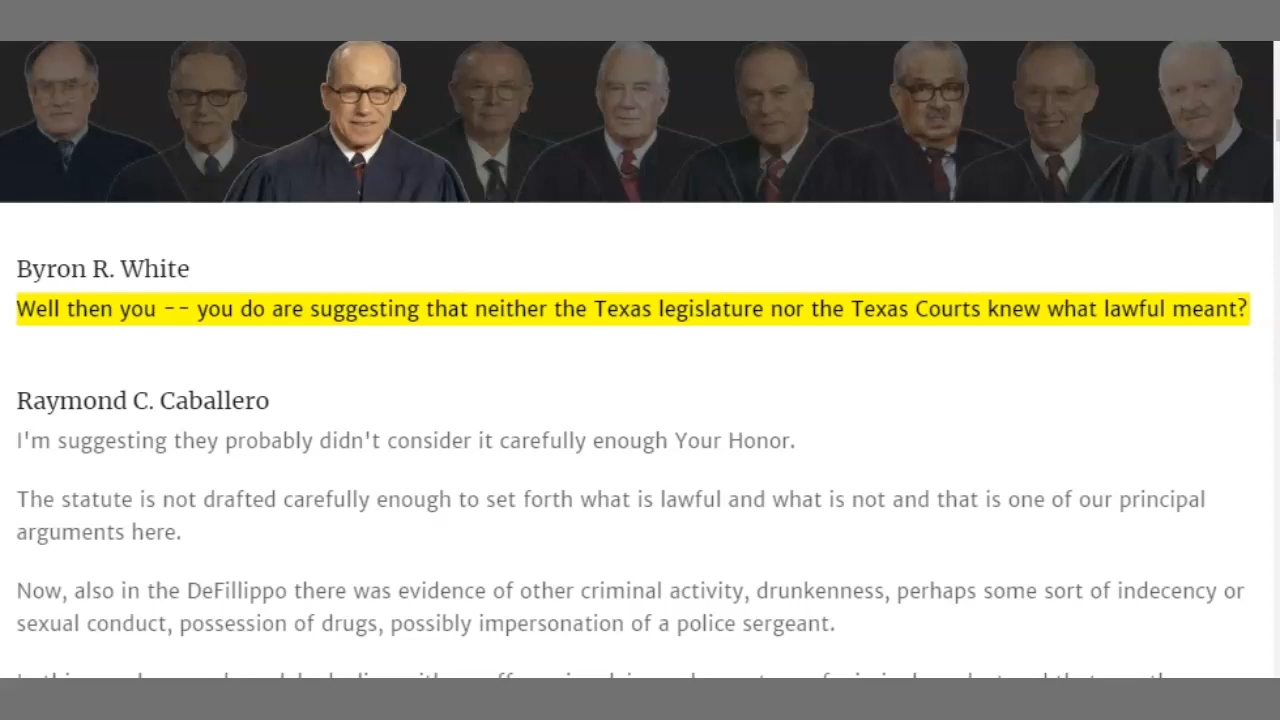 Byron R. White
Well then you -- you do are suggesting that neither the Texas legislature nor the Texas Courts knew what lawful meant?
Raymond C. Caballero
I'm suggesting they probably didn't consider it carefully enough Your Honor.
The statute is not drafted carefully enough to set forth what is lawful and what is not and that is one of our principal
arguments here.
Now, also in the DeFillippo there was evidence of other criminal activity, drunkenness, perhaps some sort of indecency or
sexual conduct, possession of drugs, possibly impersonation of a police sergeant.